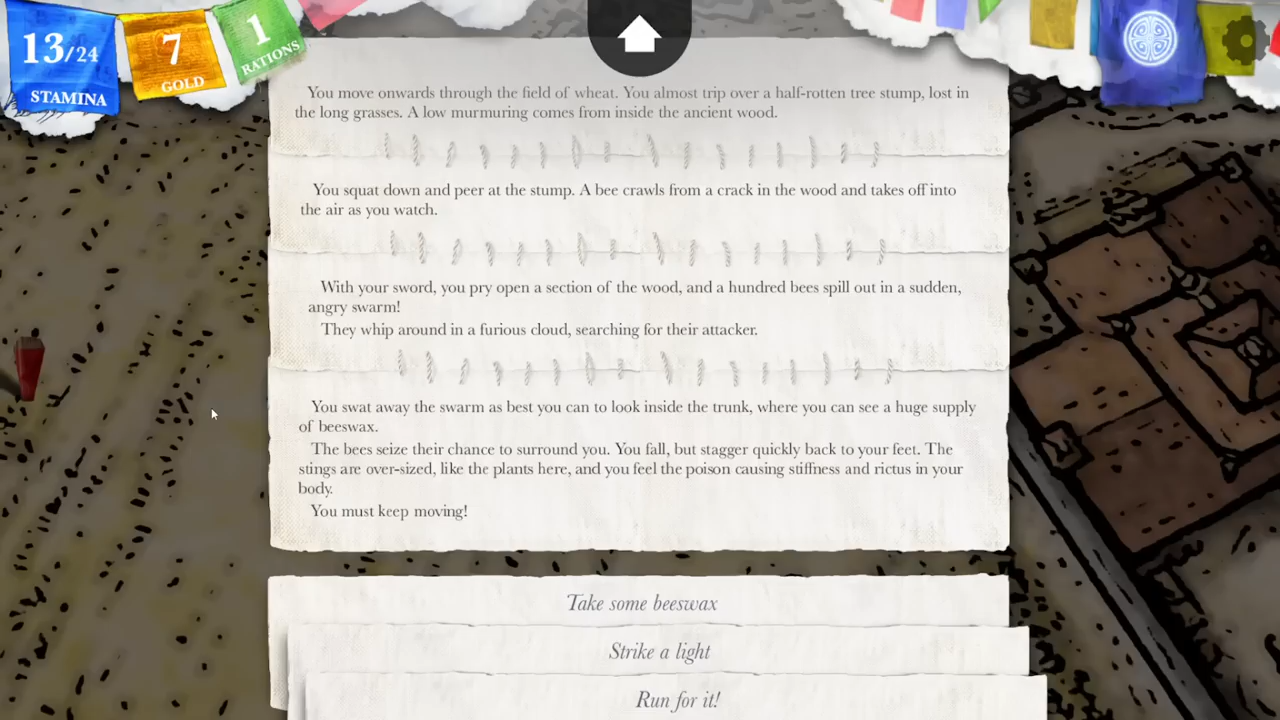 13/24
STAMINA
7
GOLD
1
RATIONS
You move onwards through the field of wheat. You almost trip over a half-rotten tree stump, lost in
the long grasses. A low murmuring comes from inside the ancient wood.
You squat down and peer at the stump. A bee crawls from a crack in the wood and takes off into
the air as you watch.
With your sword, you pry open a section of the wood, and a hundred bees spill out in a sudden,
angry swarm!
They whip around in a furious cloud, searching for their attacker.
You swat away the swarm as best you can to look inside the trunk, where you can see a huge supply
of beeswax.
The bees seize their chance to surround you. You fall, but stagger quickly back to your feet. The
stings are over-sized, like the plants here, and you feel the poison causing stiffness and rictus in your
body.
You must keep moving!
Take some beeswax
Strike a light
Run for it!